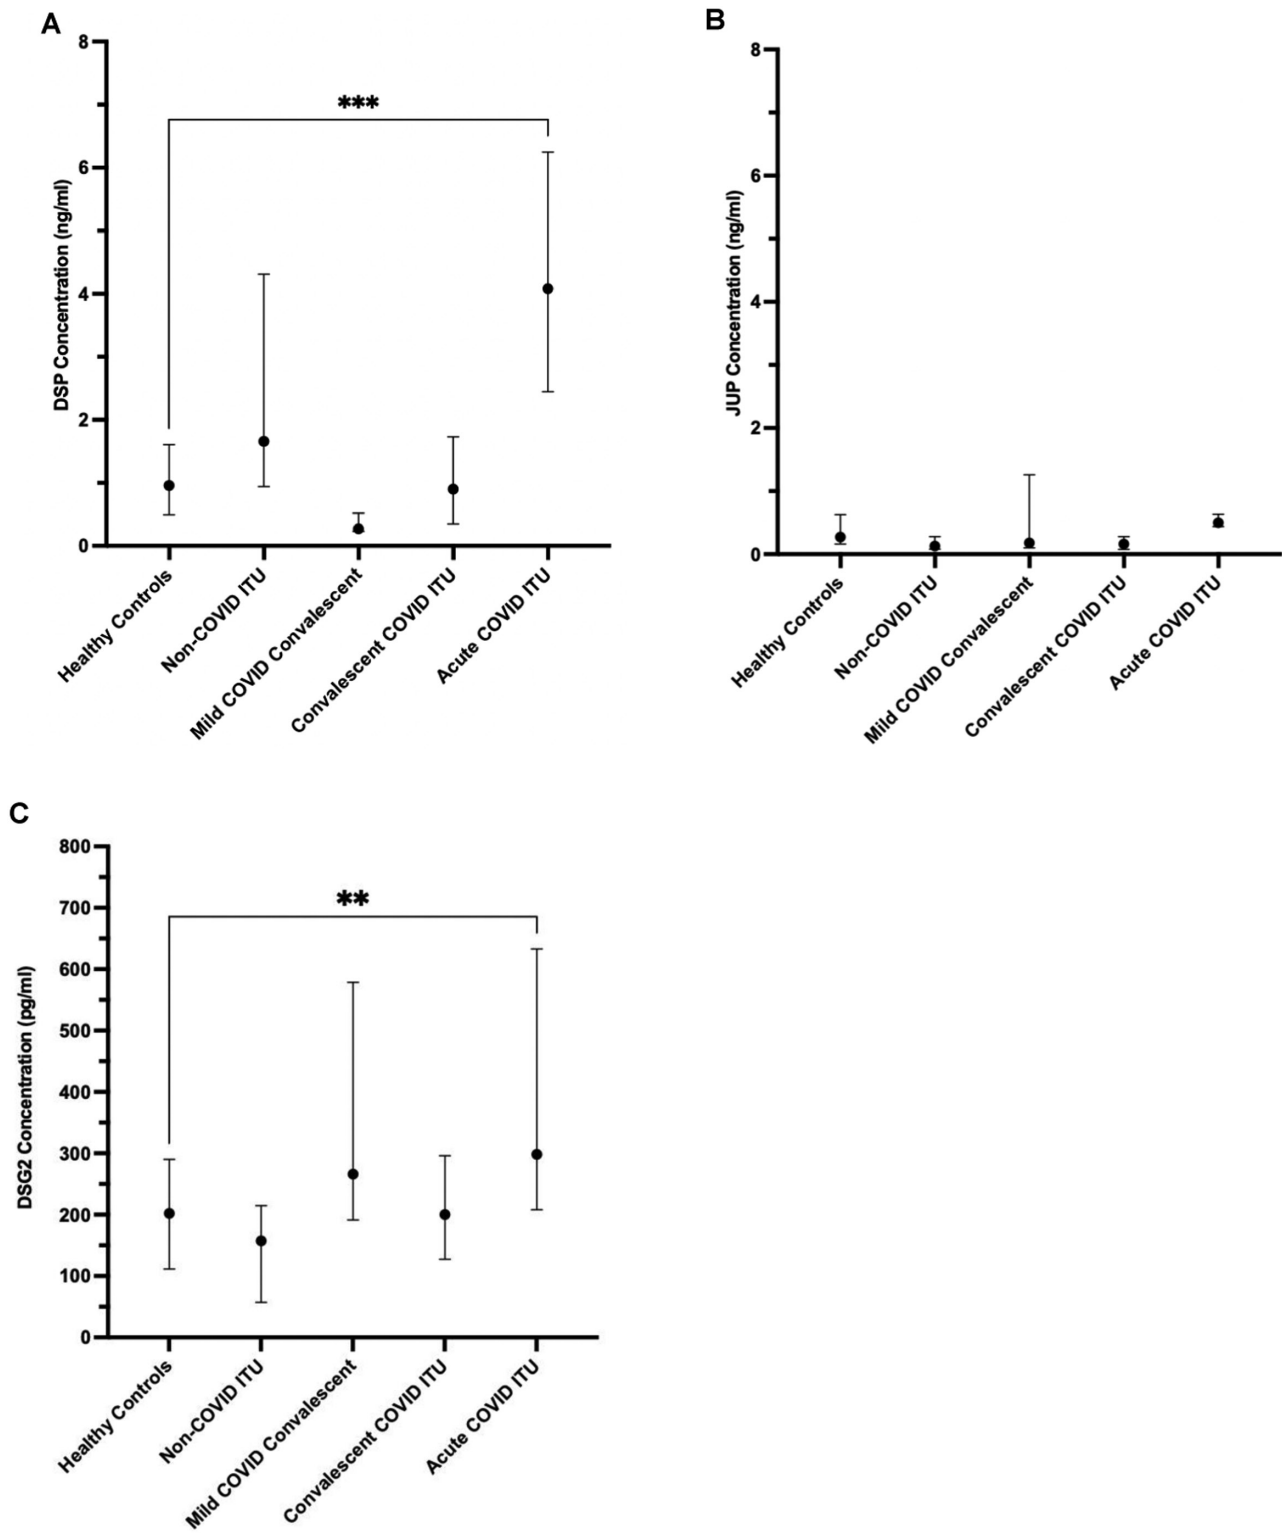 A
8
6
4
2
0
DSP Concentration (ng/ml)
***
Healthy Controls
Non-COVID ITU
Mild COVID Convalescent
Convalescent COVID ITU
Acute COVID ITU
B
8
6
4
2
0
JUP Concentration (ng/ml)
Healthy Controls
Non-COVID ITU
Mild COVID Convalescent
Convalescent COVID ITU
Acute COVID ITU
C
800
700
600
500
400
300
200
100
0
DSG2 Concentration (pg/ml)
**
Healthy Controls
Non-COVID ITU
Mild COVID Convalescent
Convalescent COVID ITU
Acute COVID ITU